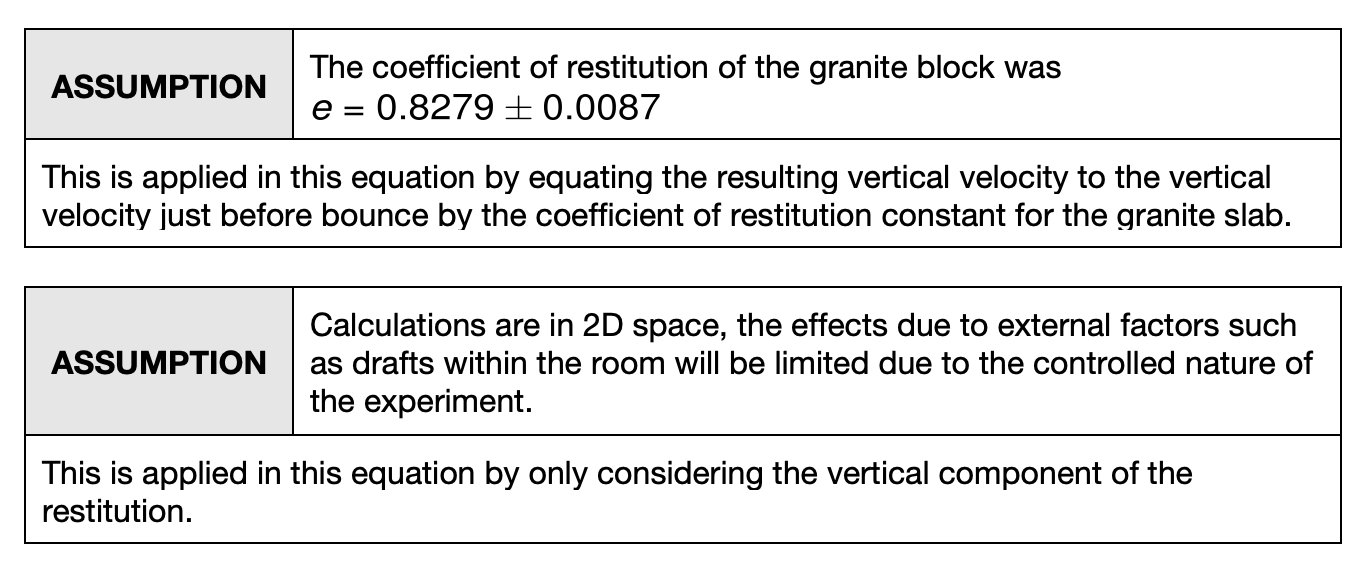 ASSUMPTION
The coefficient of restitution of the granite block was
e = 0.8279 ± 0.0087
This is applied in this equation by equating the resulting vertical velocity to the vertical
velocity just before bounce by the coefficient of restitution constant for the granite slab.
ASSUMPTION
Calculations are in 2D space, the effects due to external factors such
as drafts within the room will be limited due to the controlled nature of
the experiment.
This is applied in this equation by only considering the vertical component of the
restitution.